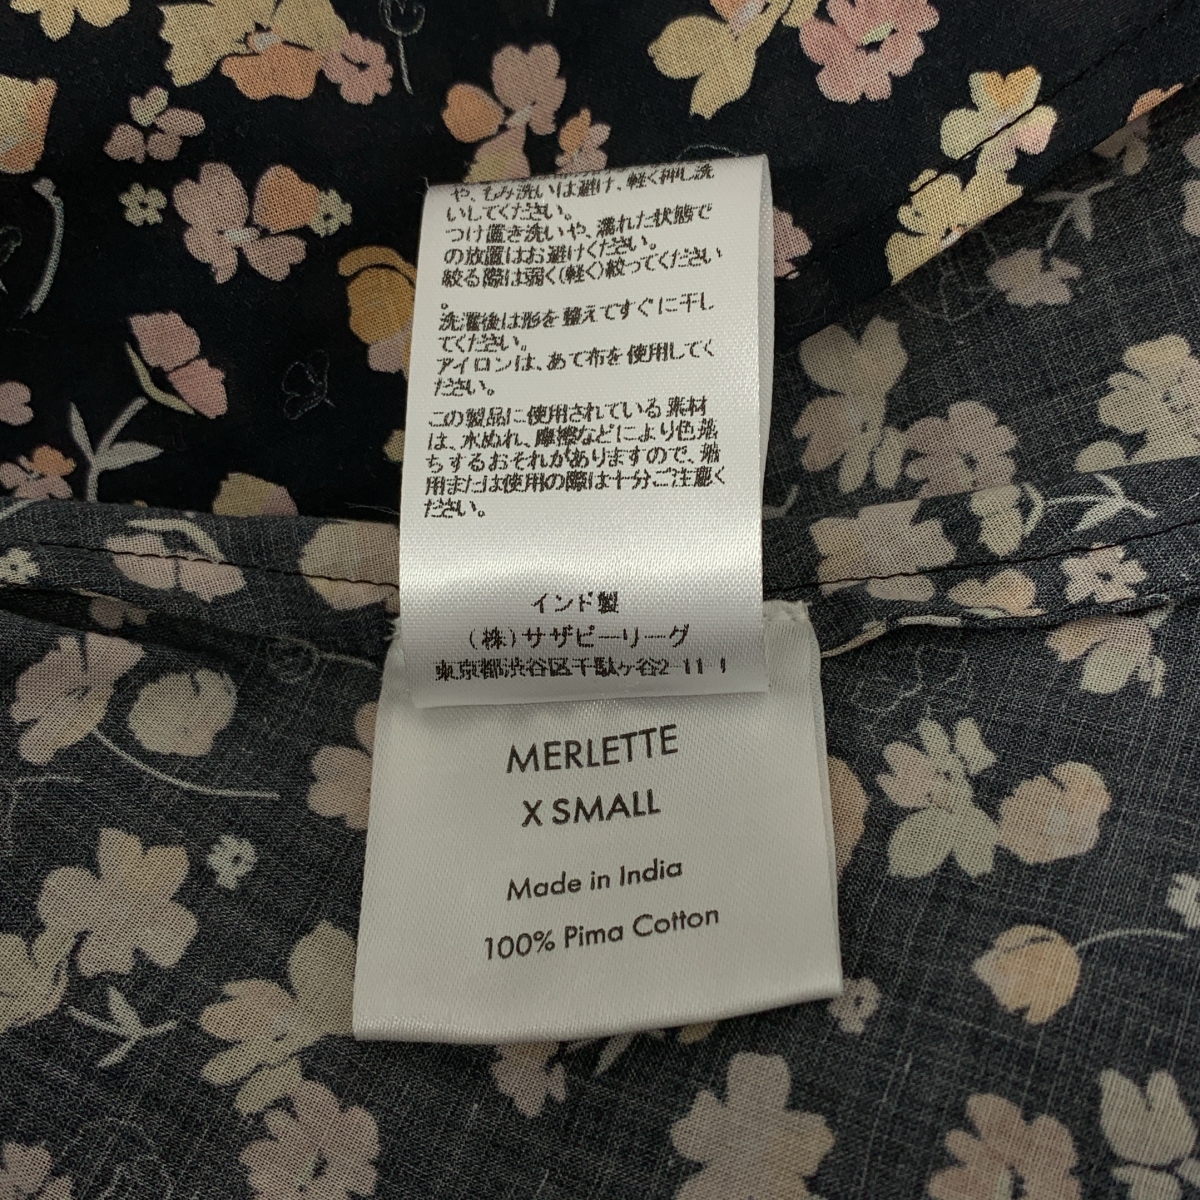 や、もみ洗いは避け、軽く押し洗
いしてください。
つけ置き洗いや、濡れた状態で
の放置はお避けください。
絞る際は弱く(軽く)絞ってください
。
洗濯後は形を整えてすぐに干し
てください。
アイロンは、あて布を使用してく
ださい。
この製品に使用されている素材
は、水ぬれ、摩擦などにより色落
ちするおそれがありますので、着
用または使用の際は十分ご注意く
ださい。
インド製
(株)サザビーリーグ
東京都渋谷区千駄ヶ谷2-11-1
MERLETTE
X SMALL
Made in India
100% Pima Cotton